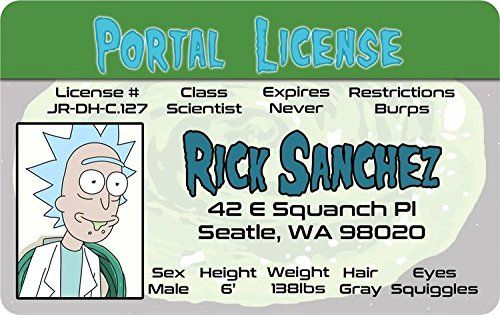 PORTAL LICENSE
License # Class Expires Restrictions
JR-DH-C.127 Scientist Never Burps
RICK SANCHEZ
42 E Squanch Pl
Seatle, WA 98020
Sex Height Weight Hair Eyes
Male 6' 138lbs Gray Squiggles